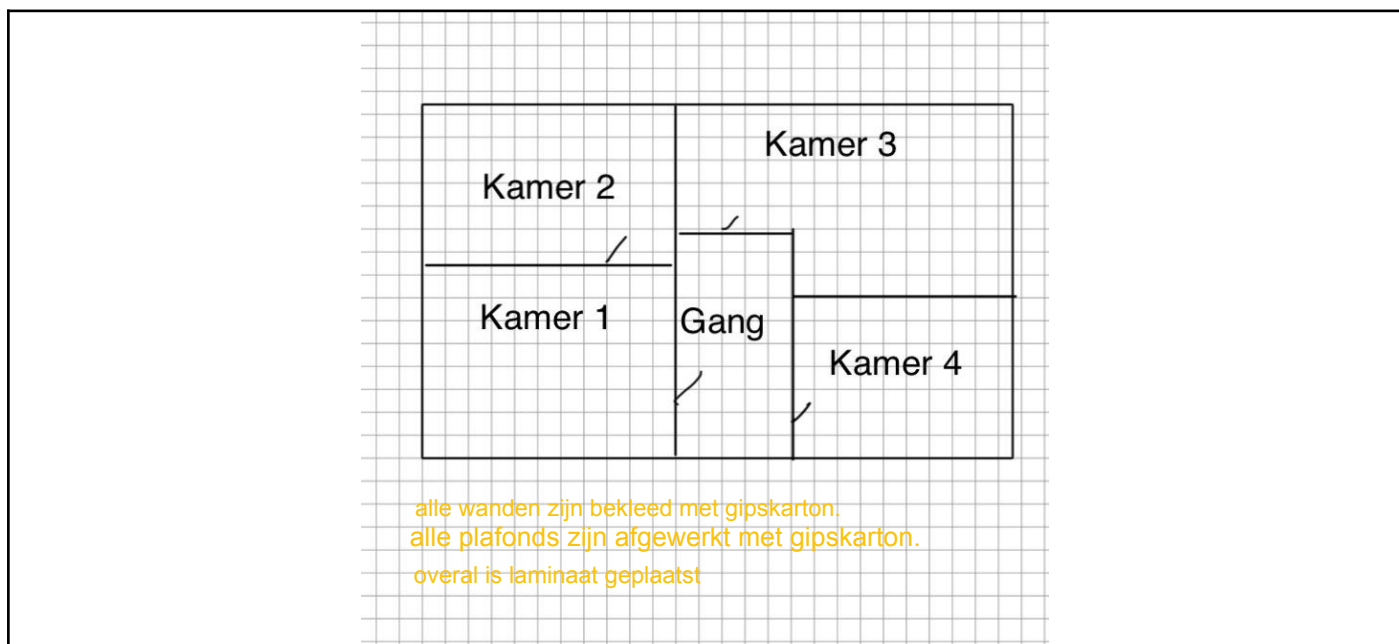 Kamer 3
Kamer 2
Kamer 1
Gang
Kamer 4
alle wanden zijn bekleed met gipskarton.
alle plafonds zijn afgewerkt met gipskarton.
overal is laminaat geplaatst